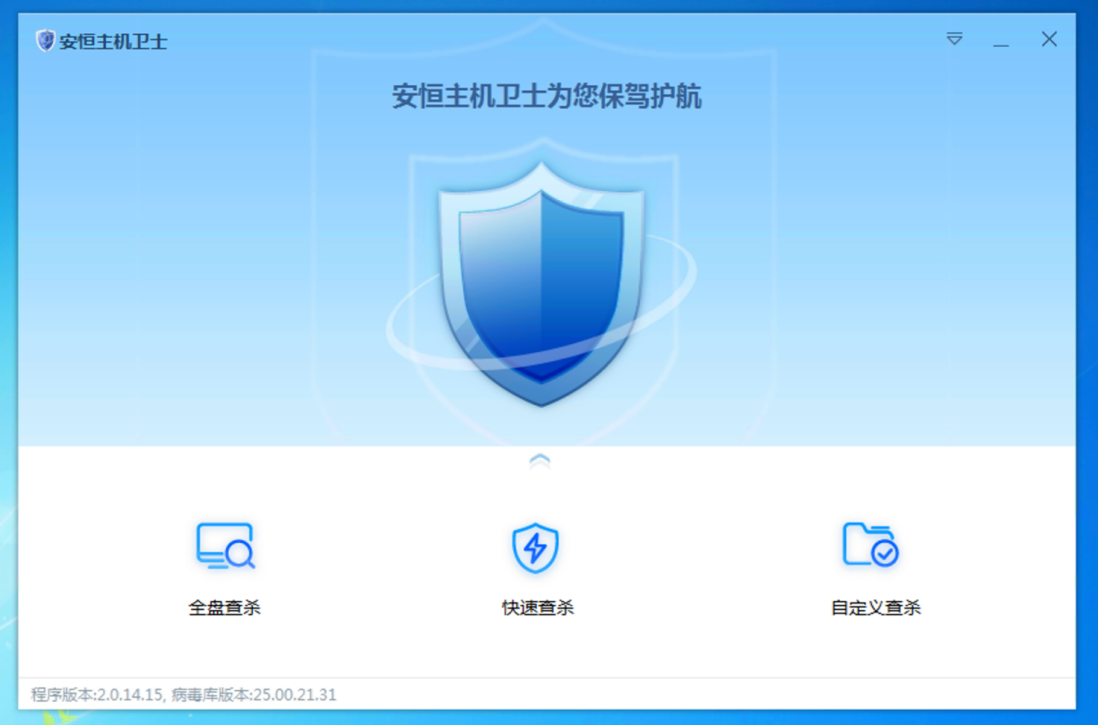 安恒主机卫士
安恒主机卫士为您保驾护航
全盘查杀
快速查杀
自定义查杀
程序版本:2.0.14.15, 病毒库版本:25.00.21.31